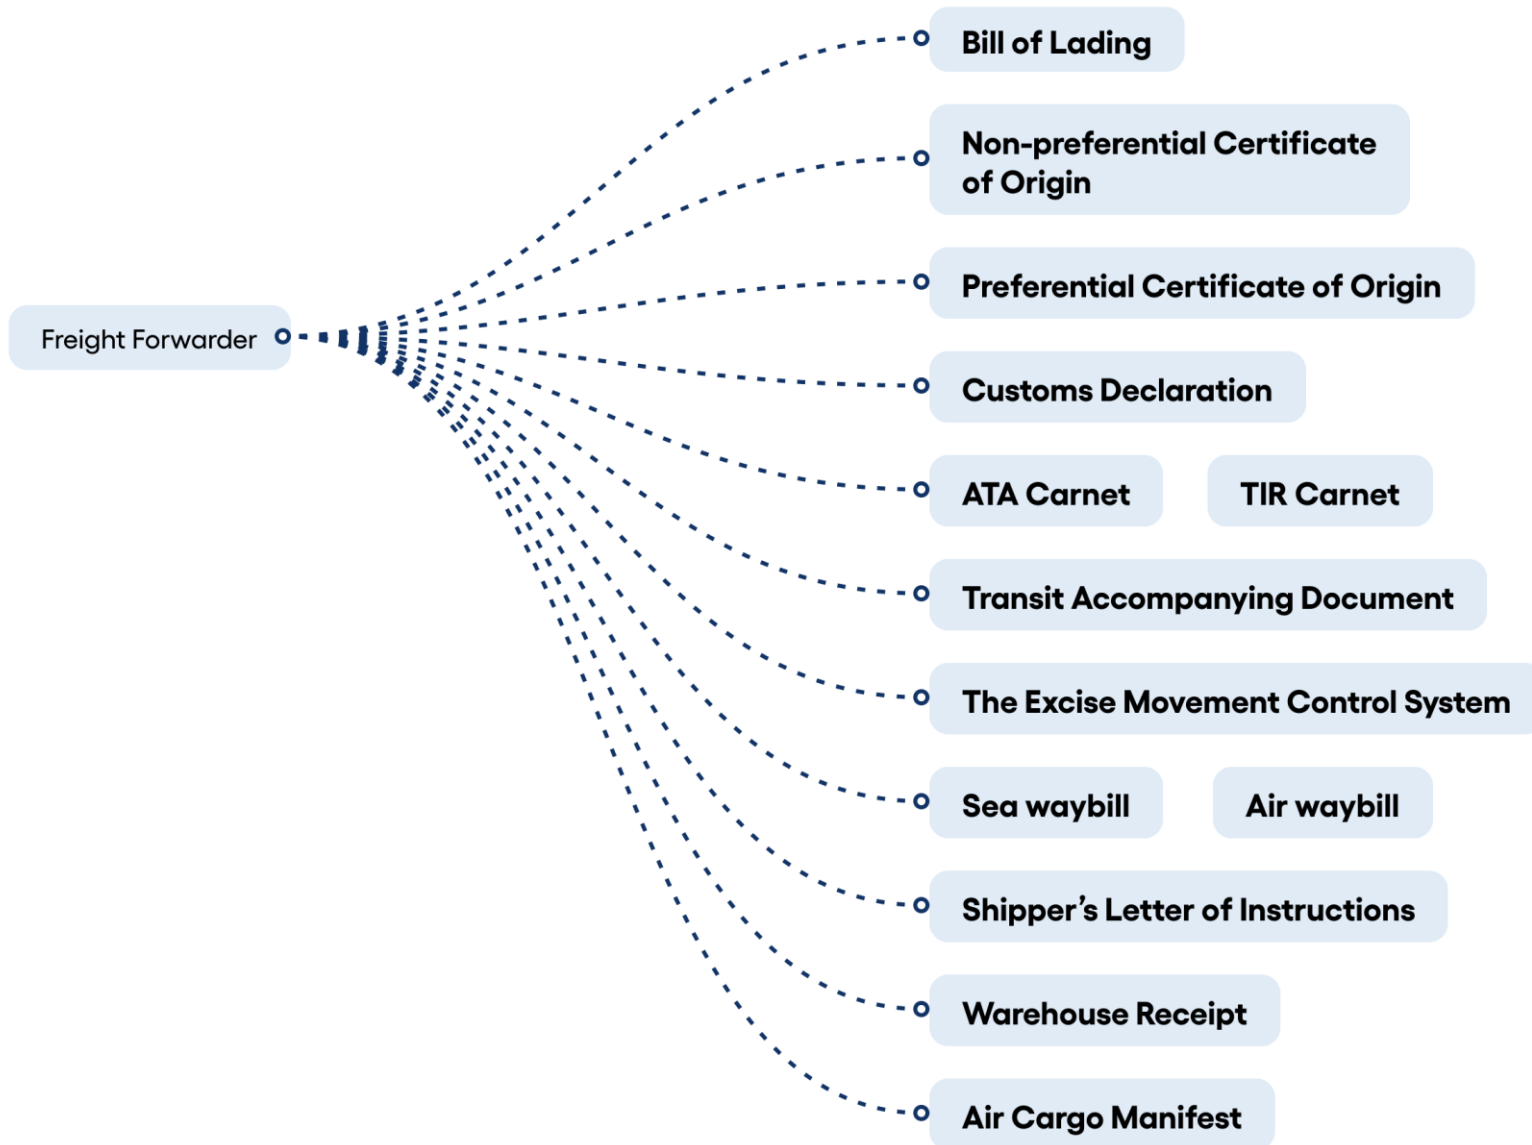 Bill of Lading
Non-preferential Certificate
of Origin
Preferential Certificate of Origin
Freight Forwarder
Customs Declaration
ATA Carnet
TIR Carnet
Transit Accompanying Document
The Excise Movement Control System
Sea waybill
Air waybill
Shipper’s Letter of Instructions
Warehouse Receipt
Air Cargo Manifest